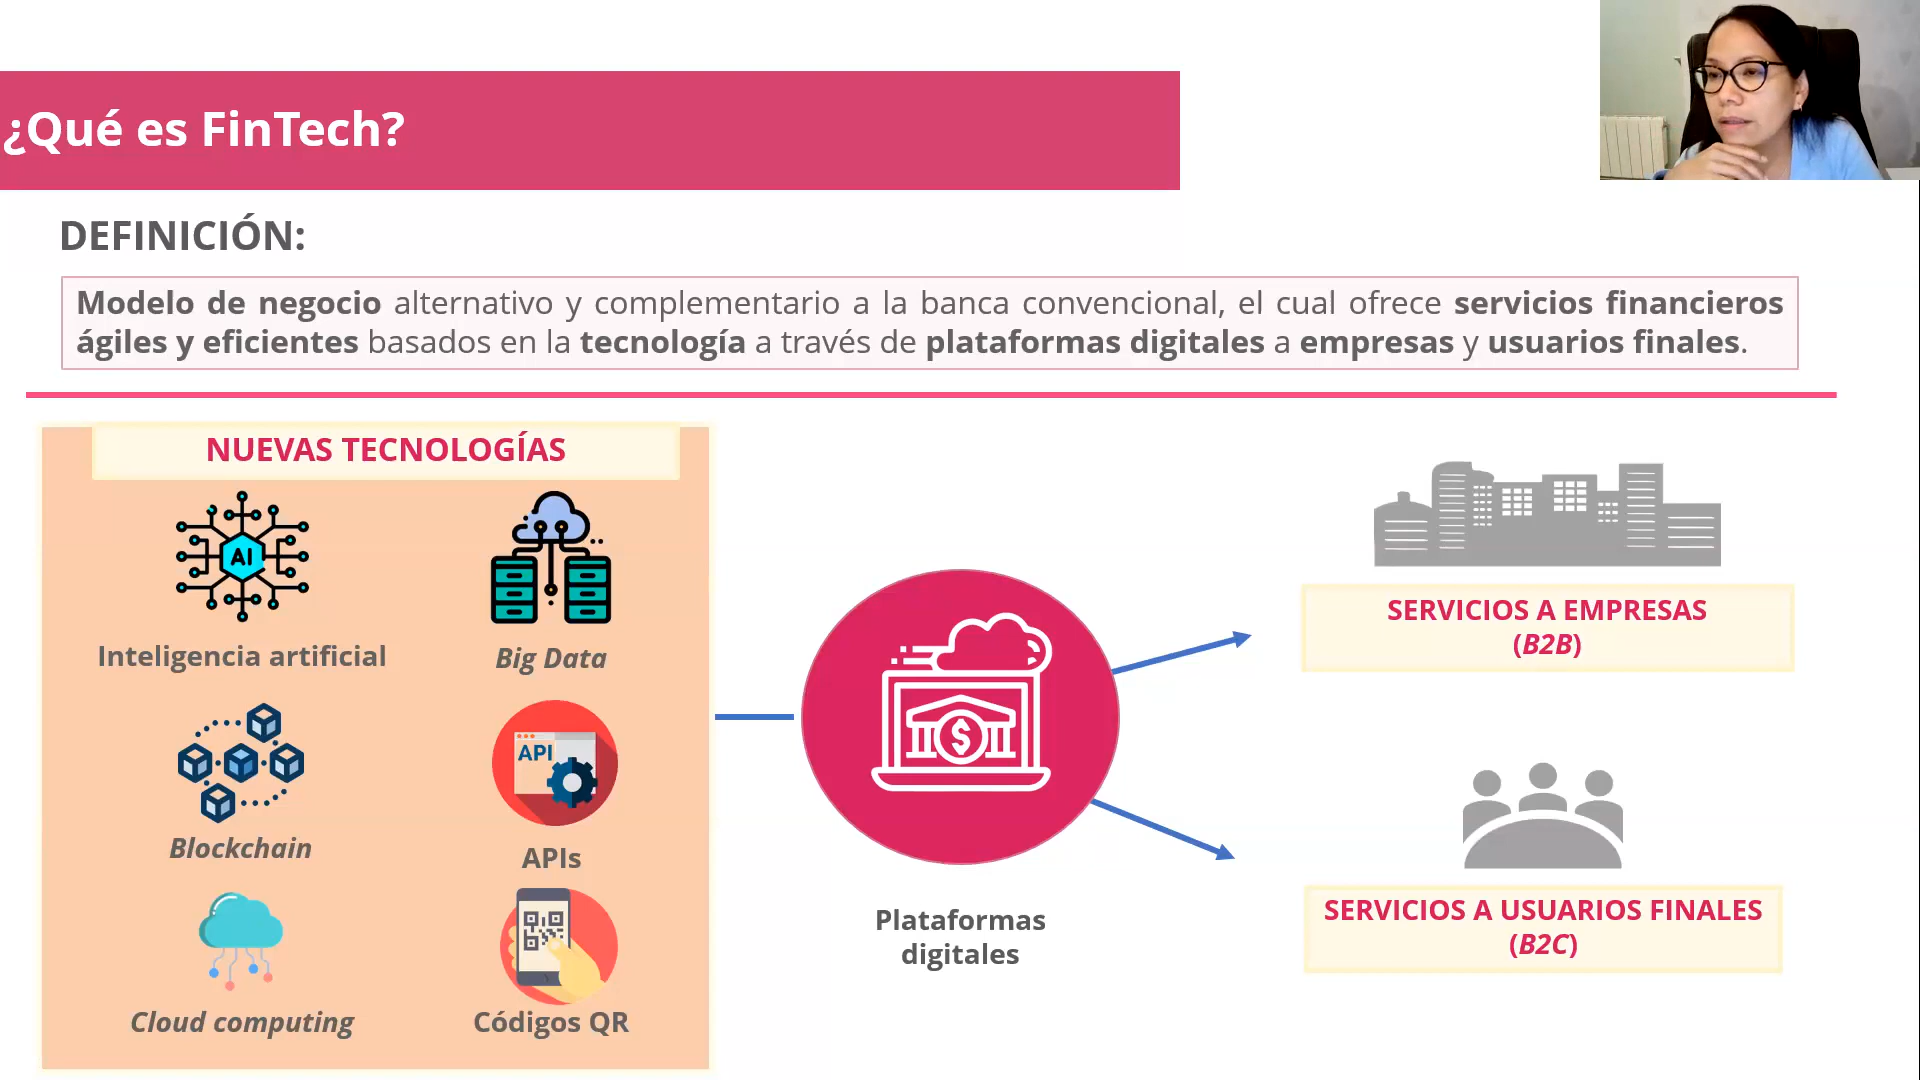 ¿Qué es FinTech?
DEFINICIÓN:
Modelo de negocio alternativo y complementario a la banca convencional, el cual ofrece servicios financieros
ágiles y eficientes basados en la tecnología a través de plataformas digitales a empresas y usuarios finales.
NUEVAS TECNOLOGÍAS
AI
Inteligencia artificial
Big Data
Blockchain
API
APIs
Cloud computing
Códigos QR
$
Plataformas
digitales
SERVICIOS A EMPRESAS
(B2B)
SERVICIOS A USUARIOS FINALES
(B2C)